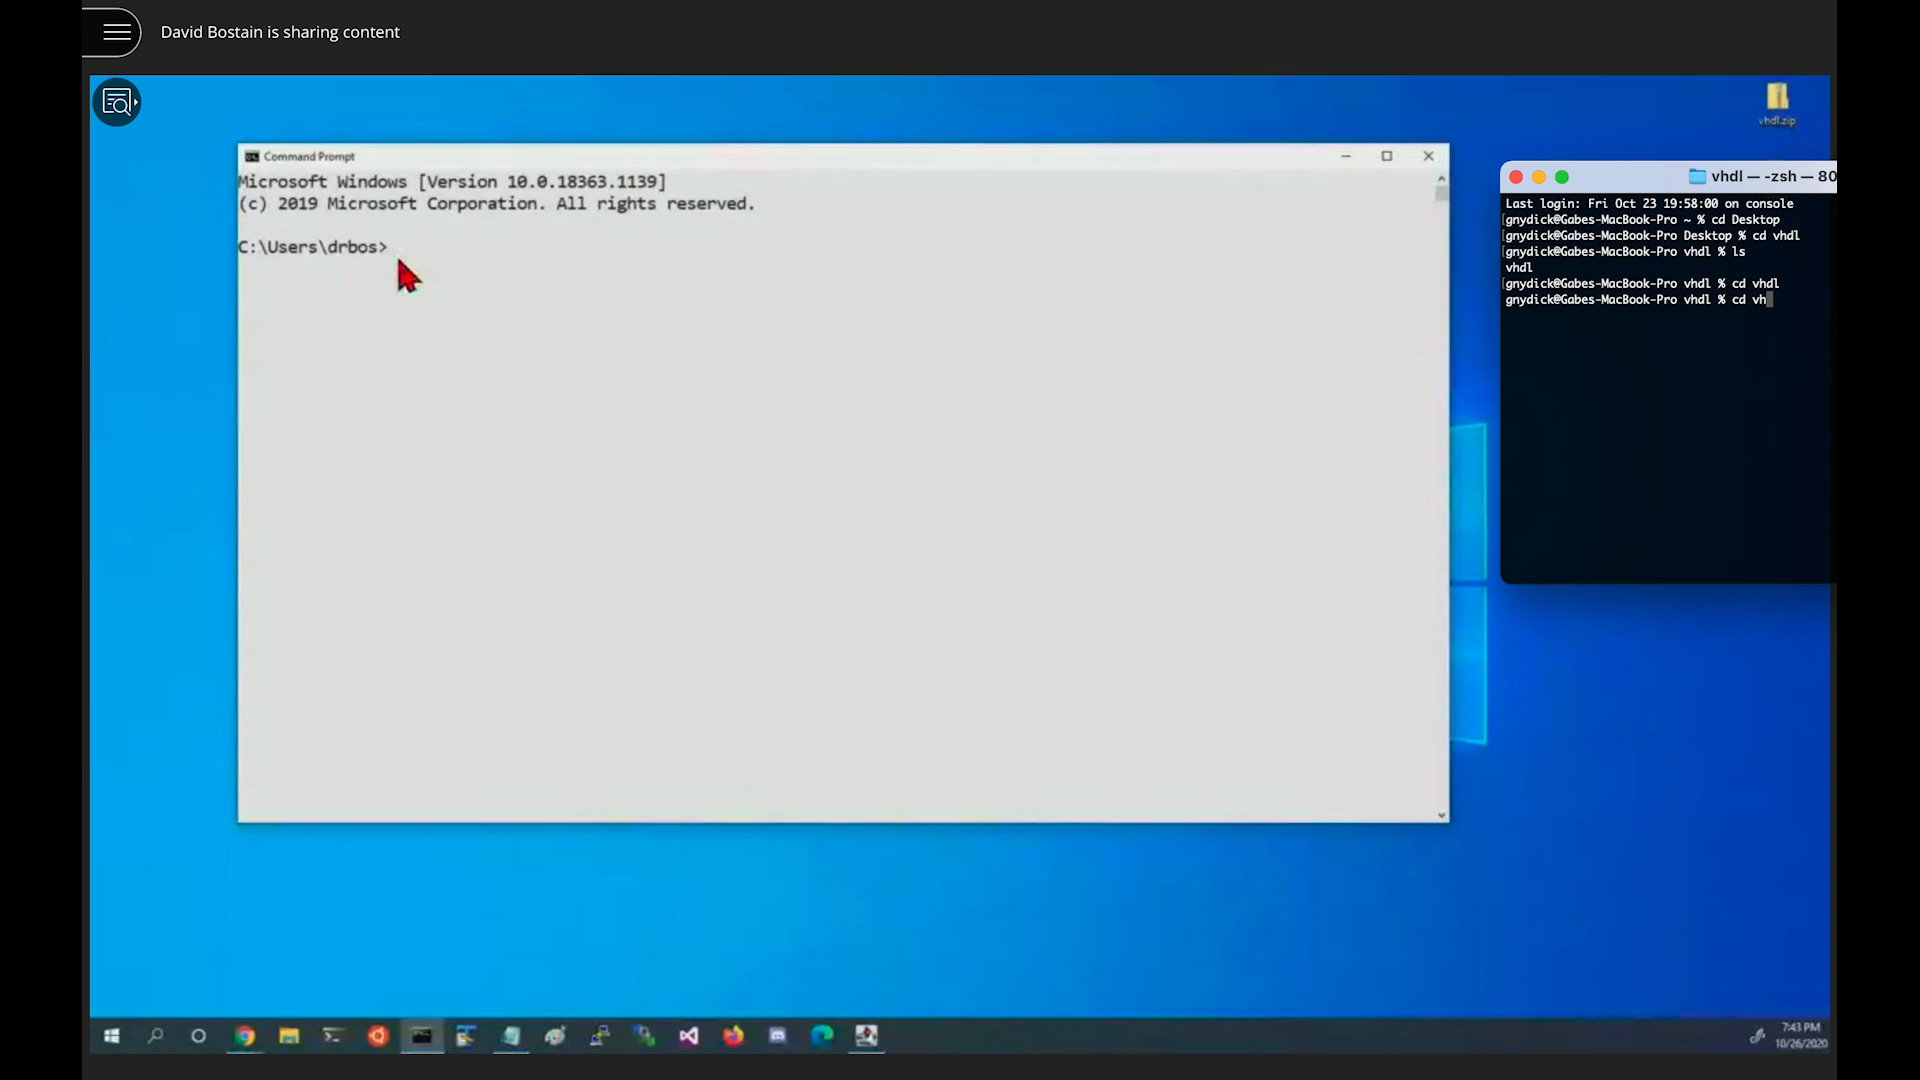 David Bostain is sharing content
vhdl.zip
Command Prompt
Microsoft Windows [Version 10.0.18363.1139]
(c) 2019 Microsoft Corporation. All rights reserved.
C:\Users\drbos>
vhdl — -zsh — 80
Last login: Fri Oct 23 19:58:00 on console
[gnydick@Gabes-MacBook-Pro ~ % cd Desktop
[gnydick@Gabes-MacBook-Pro Desktop % cd vhdl
[gnydick@Gabes-MacBook-Pro vhdl % ls
vhdl
[gnydick@Gabes-MacBook-Pro vhdl % cd vhdl
gnydick@Gabes-MacBook-Pro vhdl % cd vh
7:43 PM
10/26/2020